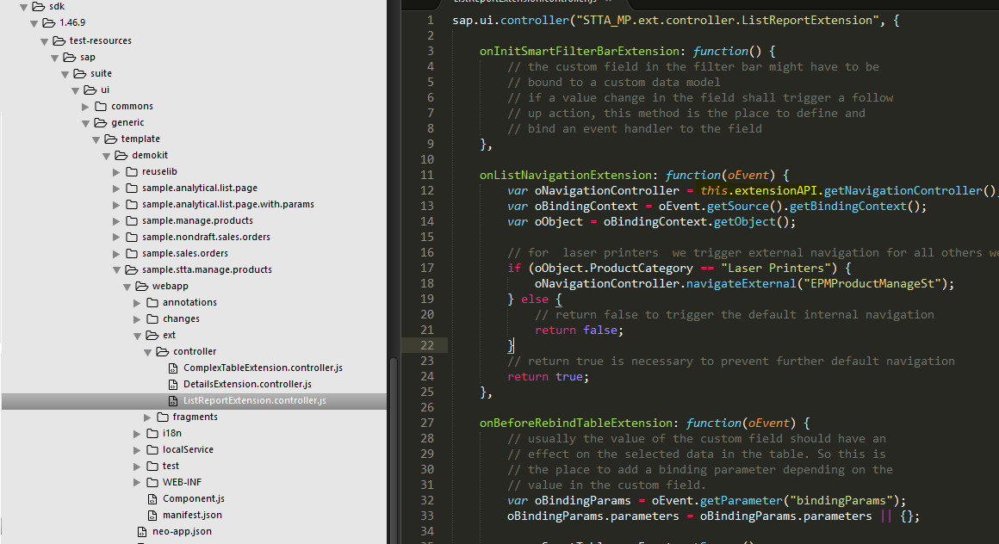 sdk
1.46.9
test-resources
sap
suite
ui
commons
generic
template
demokit
reuselib
sample.analytical.list.page
sample.analytical.list.page.with.params
sample.manage.products
sample.nondraft.sales.orders
sample.sales.orders
sample.stta.manage.products
webapp
annotations
changes
ext
controller
ComplexTableExtension.controller.js
DetailsExtension.controller.js
ListReportExtension.controller.js
fragments
i18n
localService
test
WEB-INF
Component.js
manifest.json
neo-app.json
1 sap.ui.controller("STTA_MP.ext.controller.ListReportExtension", {
2
3 onInitSmartFilterBarExtension: function() {
4 // the custom field in the filter bar might have to be
5 // bound to a custom data model
6 // if a value change in the field shall trigger a follow
7 // up action, this method is the place to define and
8 // bind an event handler to the field
9 },
10
11 onListNavigationExtension: function(oEvent) {
12 var oNavigationController = this.extensionAPI.getNavigationController()
13 var oBindingContext = oEvent.getSource().getBindingContext();
14 var oObject = oBindingContext.getObject();
15
16 // for laser printers we trigger external navigation for all others we
17 if (oObject.ProductCategory == "Laser Printers") {
18 oNavigationController.navigateExternal("EPMProductManageSt");
19 } else {
20 // return false to trigger the default internal navigation
21 return false;
22 }
23 // return true is necessary to prevent further default navigation
24 return true;
25 },
26
27 onBeforeRebindTableExtension: function(oEvent) {
28 // usually the value of the custom field should have an
29 // effect on the selected data in the table. So this is
30 // the place to add a binding parameter depending on the
31 // value in the custom field.
32 var oBindingParams = oEvent.getParameter("bindingParams");
33 oBindingParams.parameters = oBindingParams.parameters || {};
34